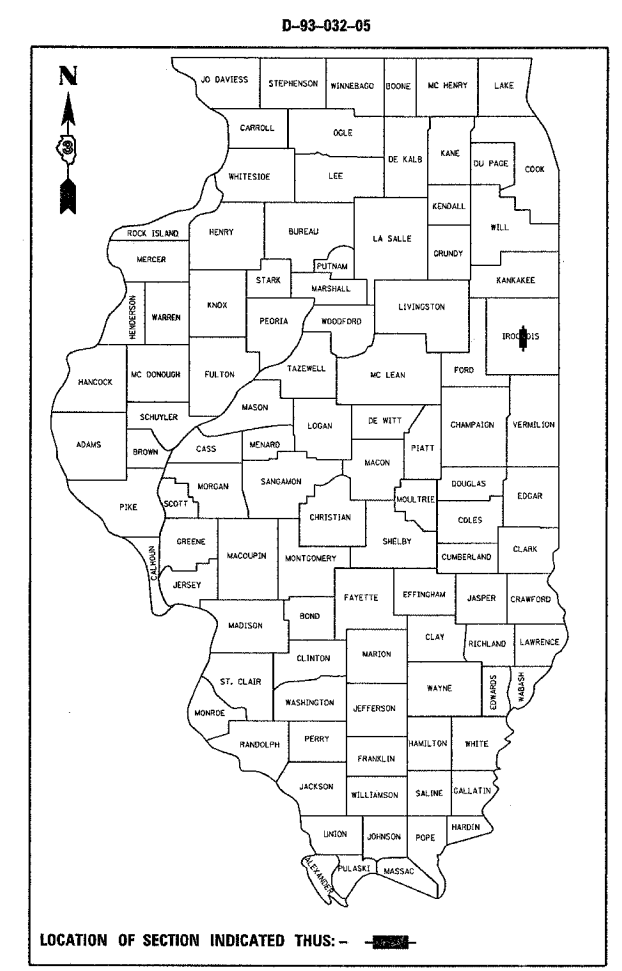 D-93-032-05
N
3
JO DAVIESS
STEPHENSON
WINNEBAGO
BOONE
MC HENRY
LAKE
CARROLL
OGLE
DE KALB
KANE
DU PAGE
COOK
WHITESIDE
LEE
KENDALL
WILL
ROCK ISLAND
HENRY
BUREAU
LA SALLE
GRUNDY
MERCER
PUTNAM
KANKAKEE
STARK
MARSHALL
HENDERSON
WARREN
KNOX
PEORIA
WOODFORD
LIVINGSTON
IROQUOIS
HANCOCK
MC DONOUGH
FULTON
TAZEWELL
MC LEAN
FORD
SCHUYLER
MASON
LOGAN
DE WITT
CHAMPAIGN
VERMILION
ADAMS
BROWN
CASS
MENARD
MACON
PIATT
PIKE
SCOTT
MORGAN
SANGAMON
CHRISTIAN
MOULTRIE
DOUGLAS
EDGAR
COLES
CALHOUN
GREENE
MACOUPIN
MONTGOMERY
SHELBY
CUMBERLAND
CLARK
JERSEY
FAYETTE
EFFINGHAM
JASPER
CRAWFORD
MADISON
BOND
CLAY
RICHLAND
LAWRENCE
CLINTON
MARION
ST. CLAIR
WAYNE
EDWARDS
WABASH
MONROE
WASHINGTON
JEFFERSON
RANDOLPH
PERRY
FRANKLIN
HAMILTON
WHITE
JACKSON
WILLIAMSON
SALINE
GALLATIN
UNION
JOHNSON
POPE
HARDIN
ALEXANDER
PULASKI
MASSAC
LOCATION OF SECTION INDICATED THUS: -